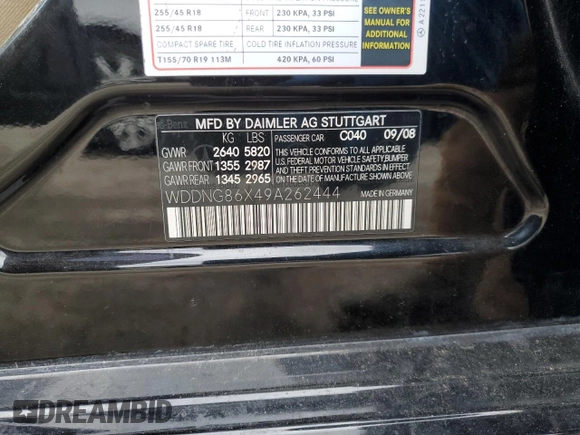 255/45 R18 FRONT 230 KPA, 33 PSI
255/45 R18 REAR 230 KPA, 33 PSI
COMPACT SPARE TIRE COLD TIRE INFLATION PRESSURE
T155/70 R19 113M 420 KPA, 60 PSI
SEE OWNER'S
MANUAL FOR
ADDITIONAL
INFORMATION
A 221
MFD BY DAIMLER AG STUTTGART
KG LBS PASSENGER CAR C040 09/08
GVWR 2640 5820
GAWR FRONT 1355 2987
GAWR REAR 1345 2965
THIS VEHICLE CONFORMS TO ALL APPLICABLE
U.S. FEDERAL MOTOR VEHICLE SAFETY, BUMPER
AND THEFT PREVENTION STANDARDS IN EFFECT
ON THE DATE OF MANUFACTURE SHOWN ABOVE.
WDDNG86X49A262444 MADE IN GERMANY
DREAMBID